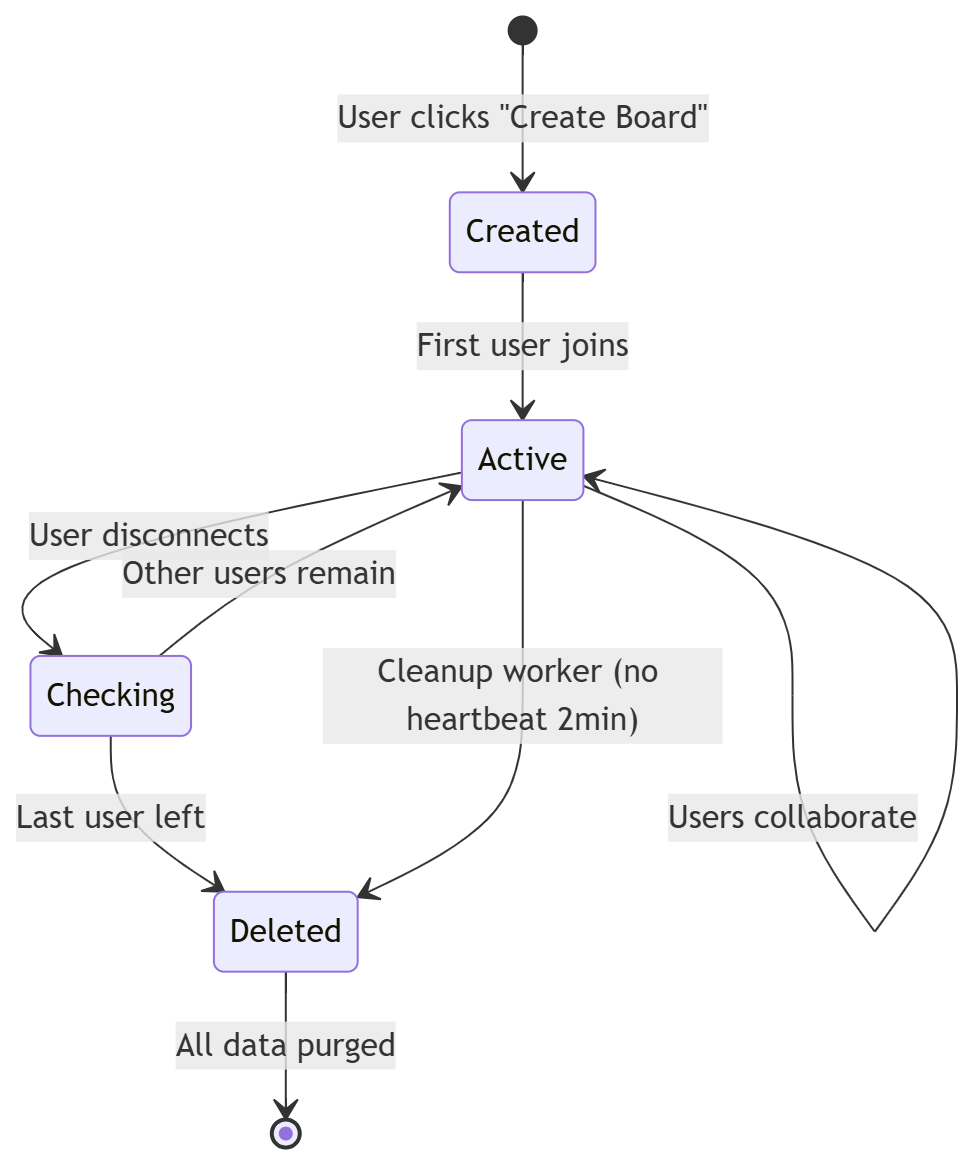 User clicks "Create Board"
Created
First user joins
Active
User disconnects
Other users remain
Cleanup worker (no
heartbeat 2min)
Checking
Last user left
Users collaborate
Deleted
All data purged